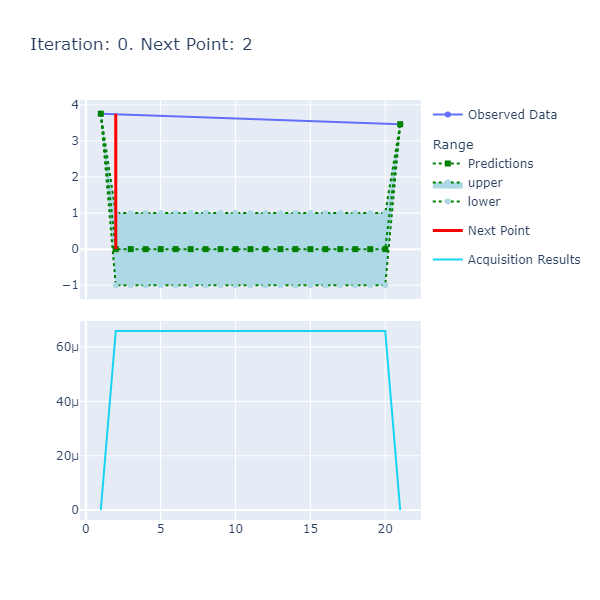 Iteration: 0. Next Point: 2
4
3
2
1
0
−1
Observed Data
Range
Predictions
upper
lower
Next Point
Acquisition Results
60μ
40μ
20μ
0
0 5 10 15 20